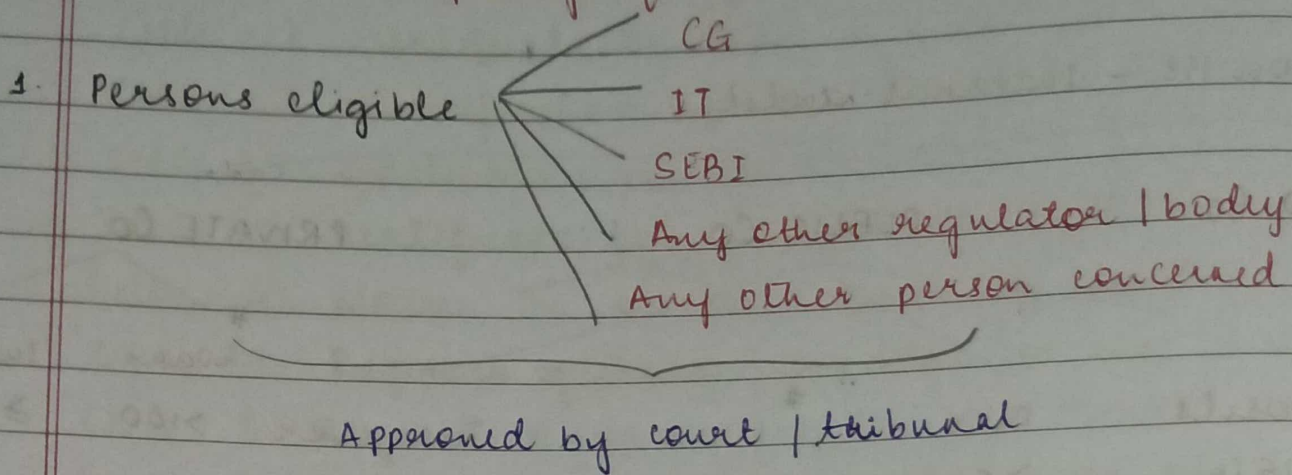 CG
1. Persons eligible
IT
SEBI
Any other regulator / body
Any other person concerned
Approved by court / tribunal